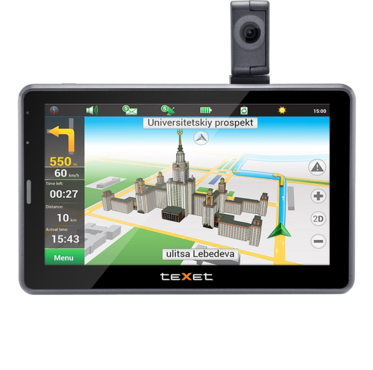 15:00
Universitetskiy prospekt
550 m
60 km/h
Time left
00:27
Distance
10 km
Arrival time
15:43
2D
Menu
ulitsa Lebedeva
teXet